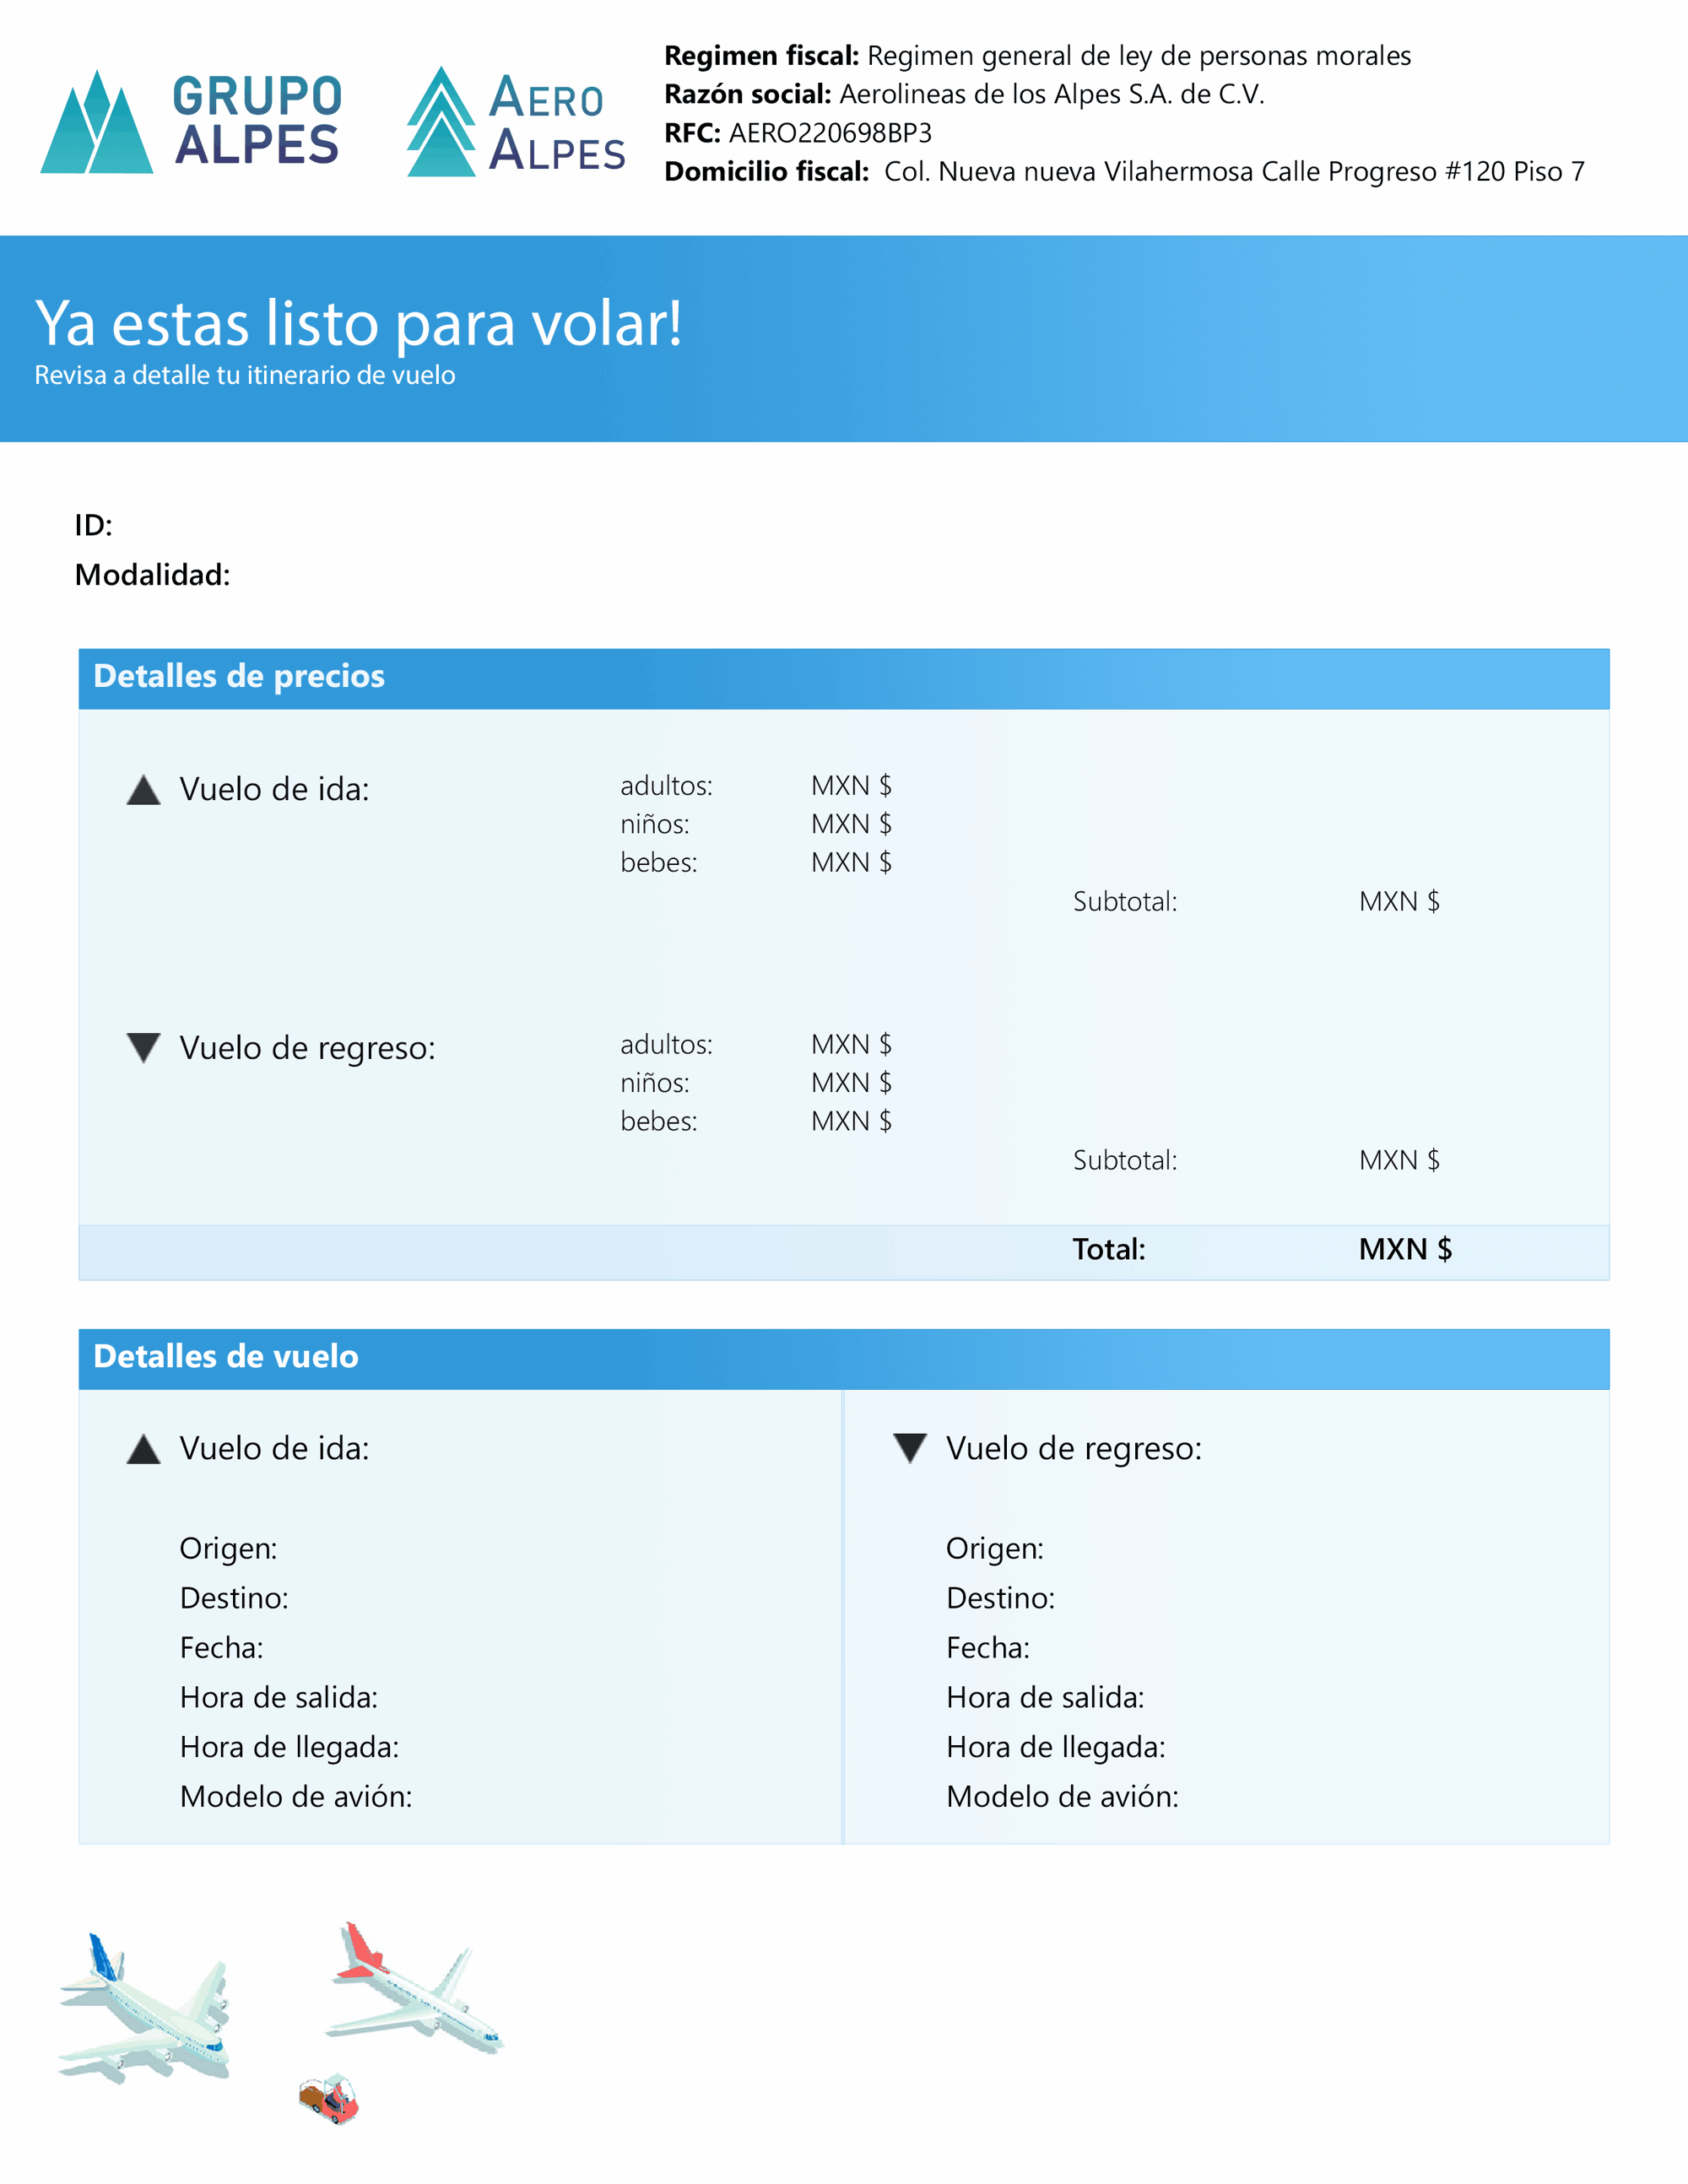 GRUPO
ALPES
AERO
ALPES
Regimen fiscal: Regimen general de ley de personas morales
Razón social: Aerolineas de los Alpes S.A. de C.V.
RFC: AERO220698BP3
Domicilio fiscal: Col. Nueva nueva Vilahermosa Calle Progreso #120 Piso 7
Ya estas listo para volar!
Revisa a detalle tu itinerario de vuelo
ID:
Modalidad:
Detalles de precios
Vuelo de ida: adultos: MXN $
niños: MXN $
bebes: MXN $
Subtotal: MXN $
Vuelo de regreso: adultos: MXN $
niños: MXN $
bebes: MXN $
Subtotal: MXN $
Total: MXN $
Detalles de vuelo
Vuelo de ida:
Origen:
Destino:
Fecha:
Hora de salida:
Hora de llegada:
Modelo de avión:
Vuelo de regreso:
Origen:
Destino:
Fecha:
Hora de salida:
Hora de llegada:
Modelo de avión: